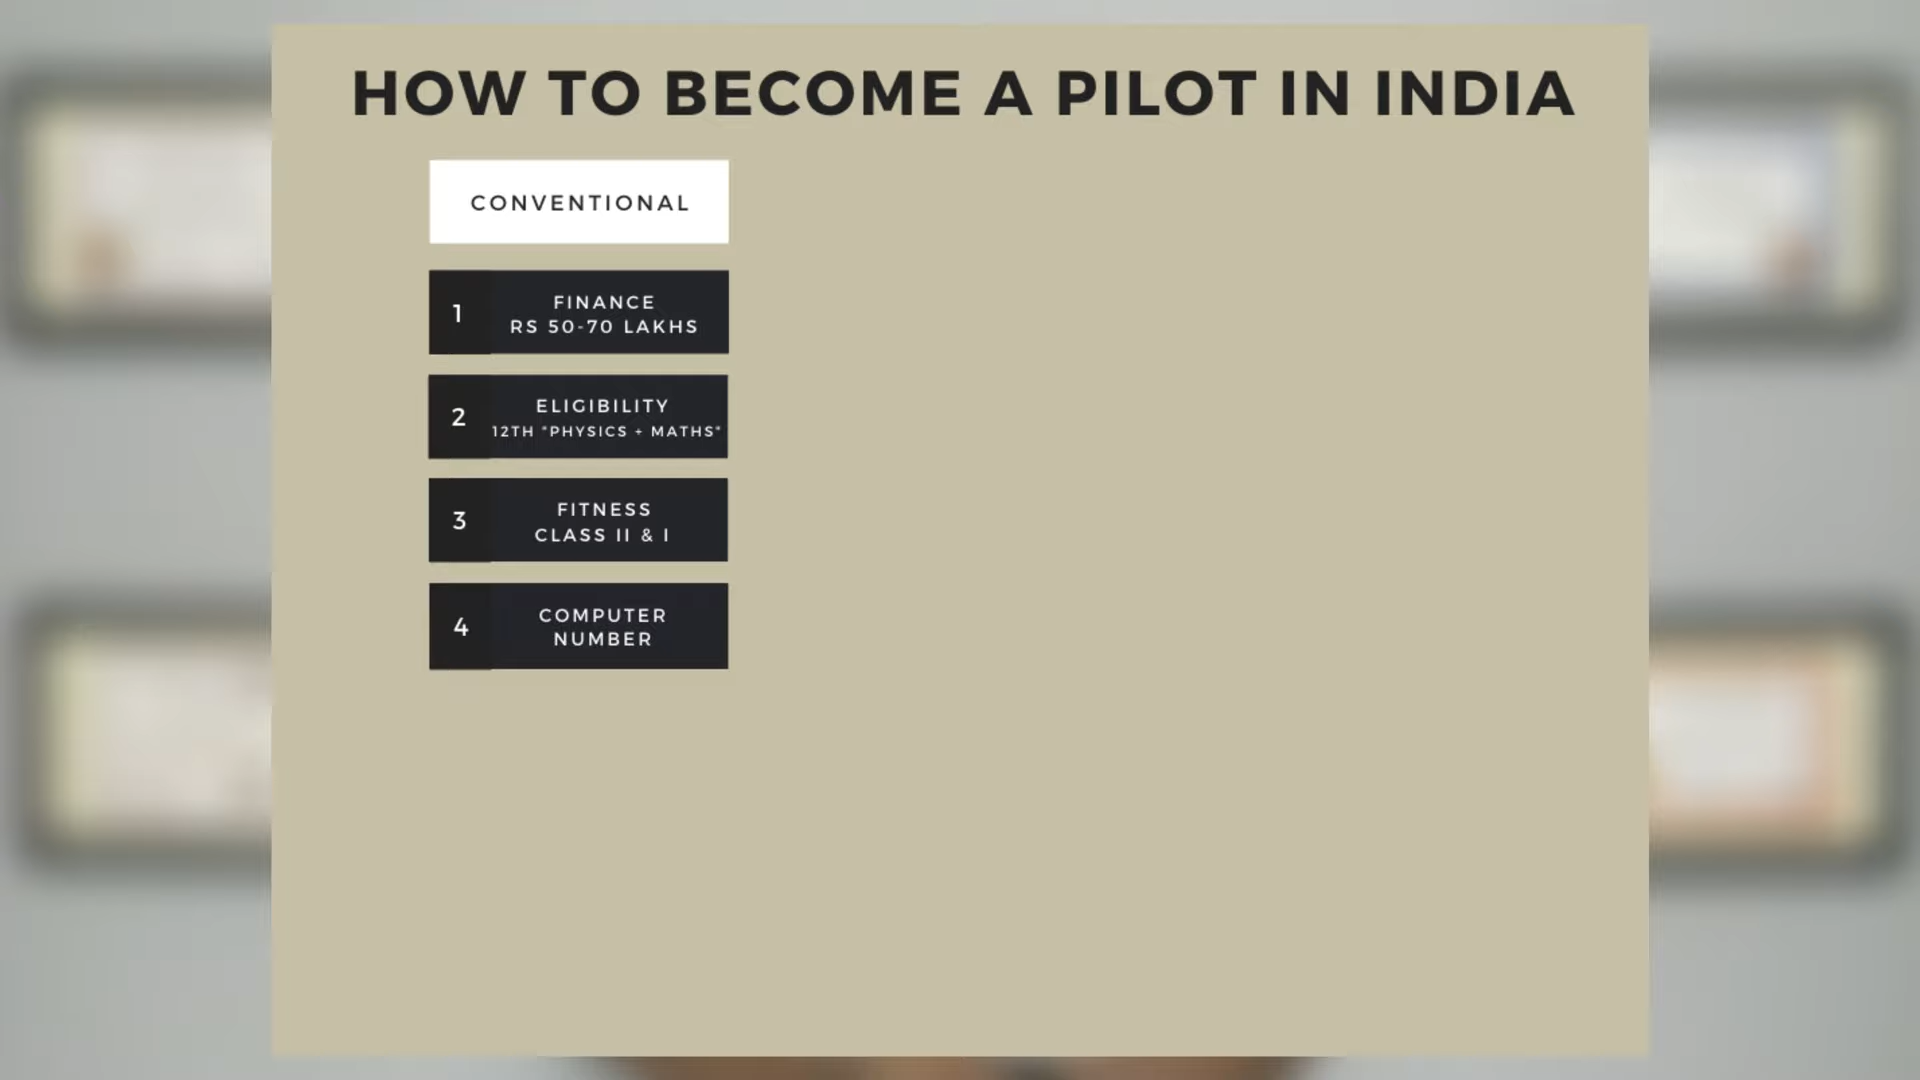 HOW TO BECOME A PILOT IN INDIA
CONVENTIONAL
1
FINANCE
RS 50-70 LAKHS
2
ELIGIBILITY
12TH "PHYSICS + MATHS"
3
FITNESS
CLASS II & I
4
COMPUTER
NUMBER